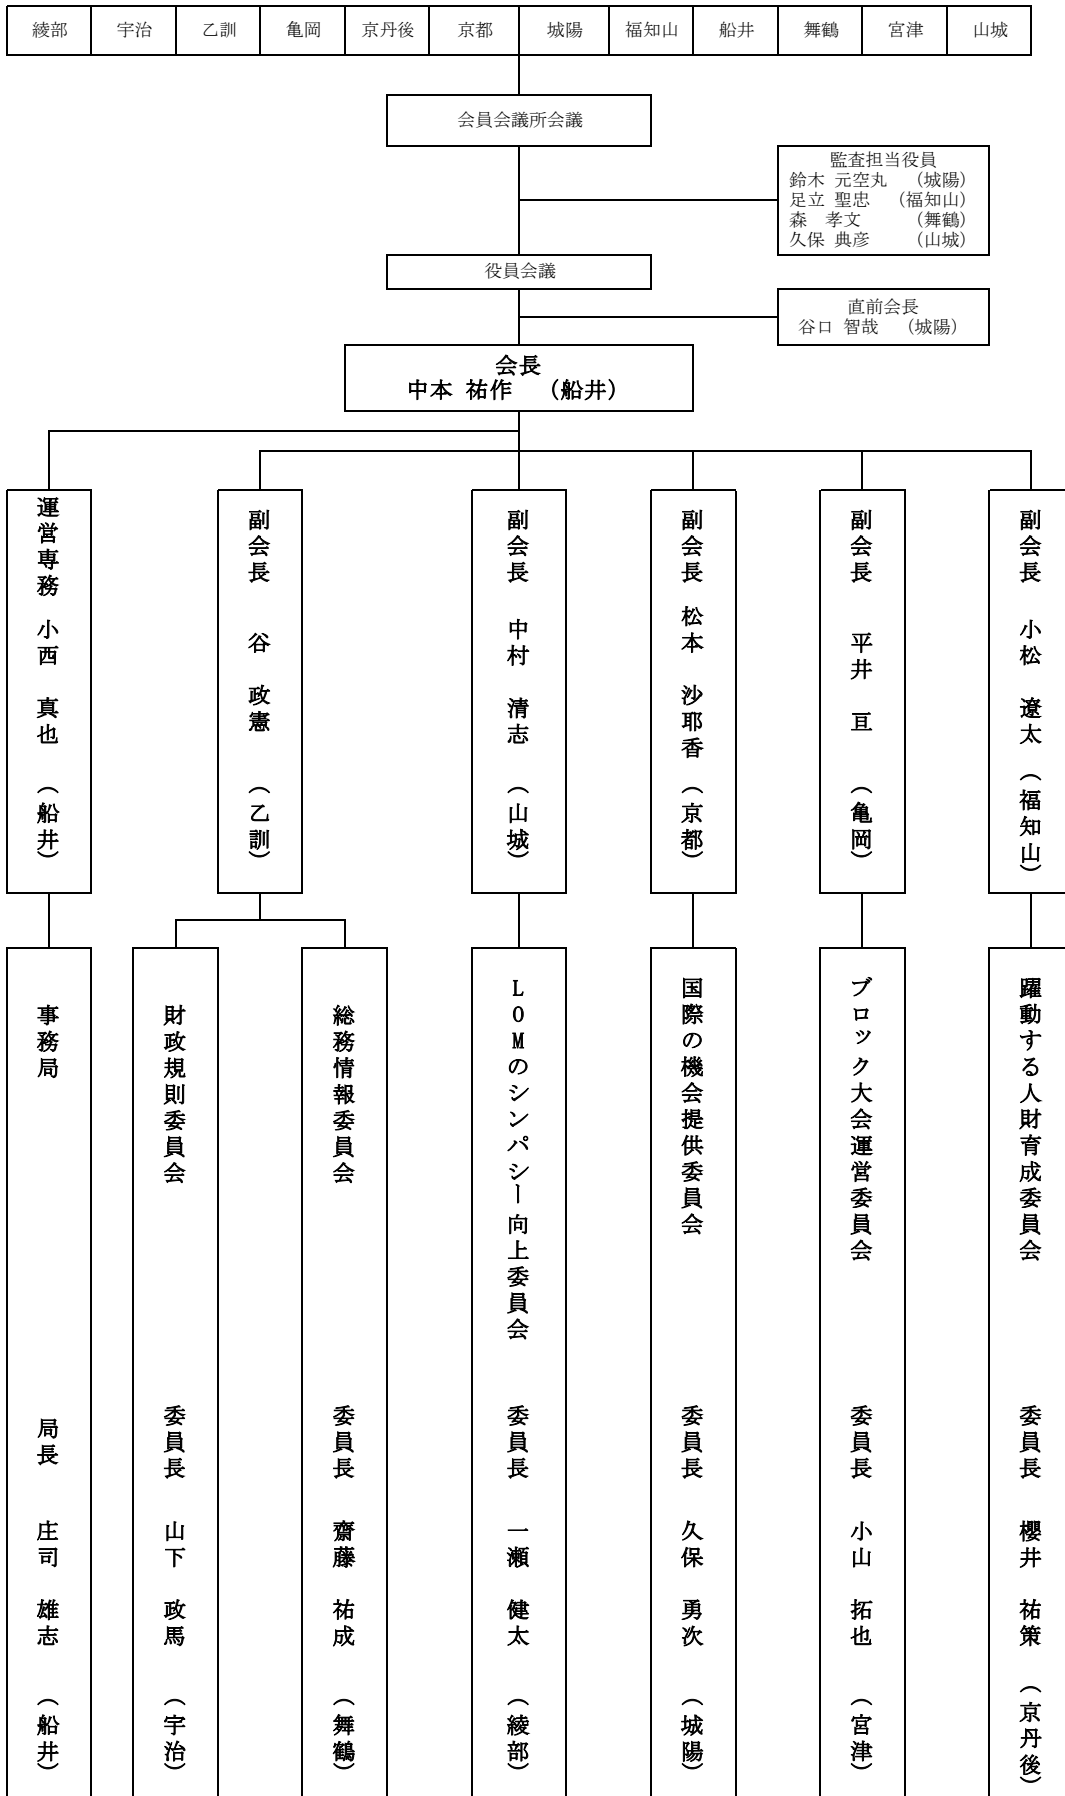 綾部 宇治 乙訓 亀岡 京丹後 京都 城陽 福知山 船井 舞鶴 宮津 山城
会員会議所会議
監査担当役員
鈴木 元空丸 (城陽)
足立 聖忠 (福知山)
森 孝文 (舞鶴)
久保 典彦 (山城)
役員会議
直前会長
谷口 智哉 (城陽)
会長
中本 祐作 (船井)
運営専務 小西 真也 (船井)
副会長 谷 政憲 (乙訓)
副会長 中村 清志 (山城)
副会長 松本 沙耶香 (京都)
副会長 平井 亘 (亀岡)
副会長 小松 遼太 (福知山)
事務局 局長 庄司 雄志 (船井)
財政規則委員会 委員長 山下 政馬 (宇治)
総務情報委員会 委員長 齋藤 祐成 (舞鶴)
LOMのシンパシー向上委員会 委員長 一瀬 健太 (綾部)
国際の機会提供委員会 委員長 久保 勇次 (城陽)
ブロック大会運営委員会 委員長 小山 拓也 (宮津)
躍動する人財育成委員会 委員長 櫻井 祐策 (京丹後)